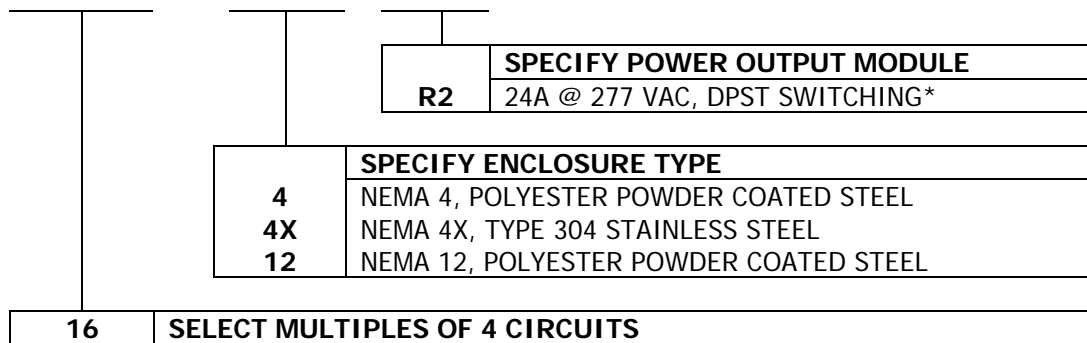 SPECIFY POWER OUTPUT MODULE
R2 24A @ 277 VAC, DPST SWITCHING*
SPECIFY ENCLOSURE TYPE
4 NEMA 4, POLYESTER POWDER COATED STEEL
4X NEMA 4X, TYPE 304 STAINLESS STEEL
12 NEMA 12, POLYESTER POWDER COATED STEEL
16 SELECT MULTIPLES OF 4 CIRCUITS